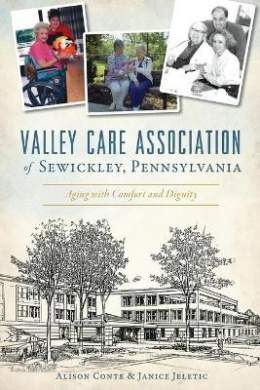 VALLEY CARE ASSOCIATION
of SEWICKLEY, PENNSYLVANIA
Aging with Comfort and Dignity
ALISON CONTE & JANICE JELETIC